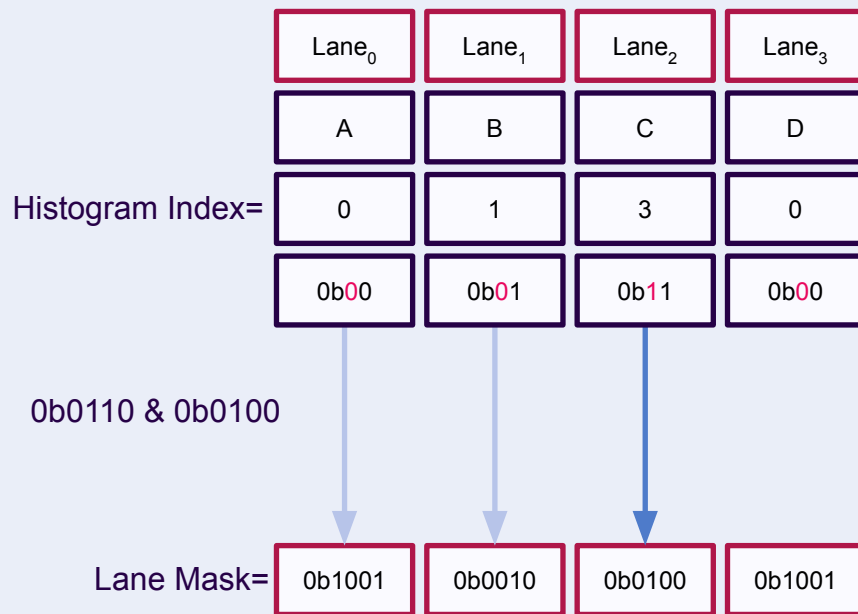 Lane₀ Lane₁ Lane₂ Lane₃
A B C D
Histogram Index= 0 1 3 0
0b00 0b01 0b11 0b00
0b0110 & 0b0100
Lane Mask= 0b1001 0b0010 0b0100 0b1001